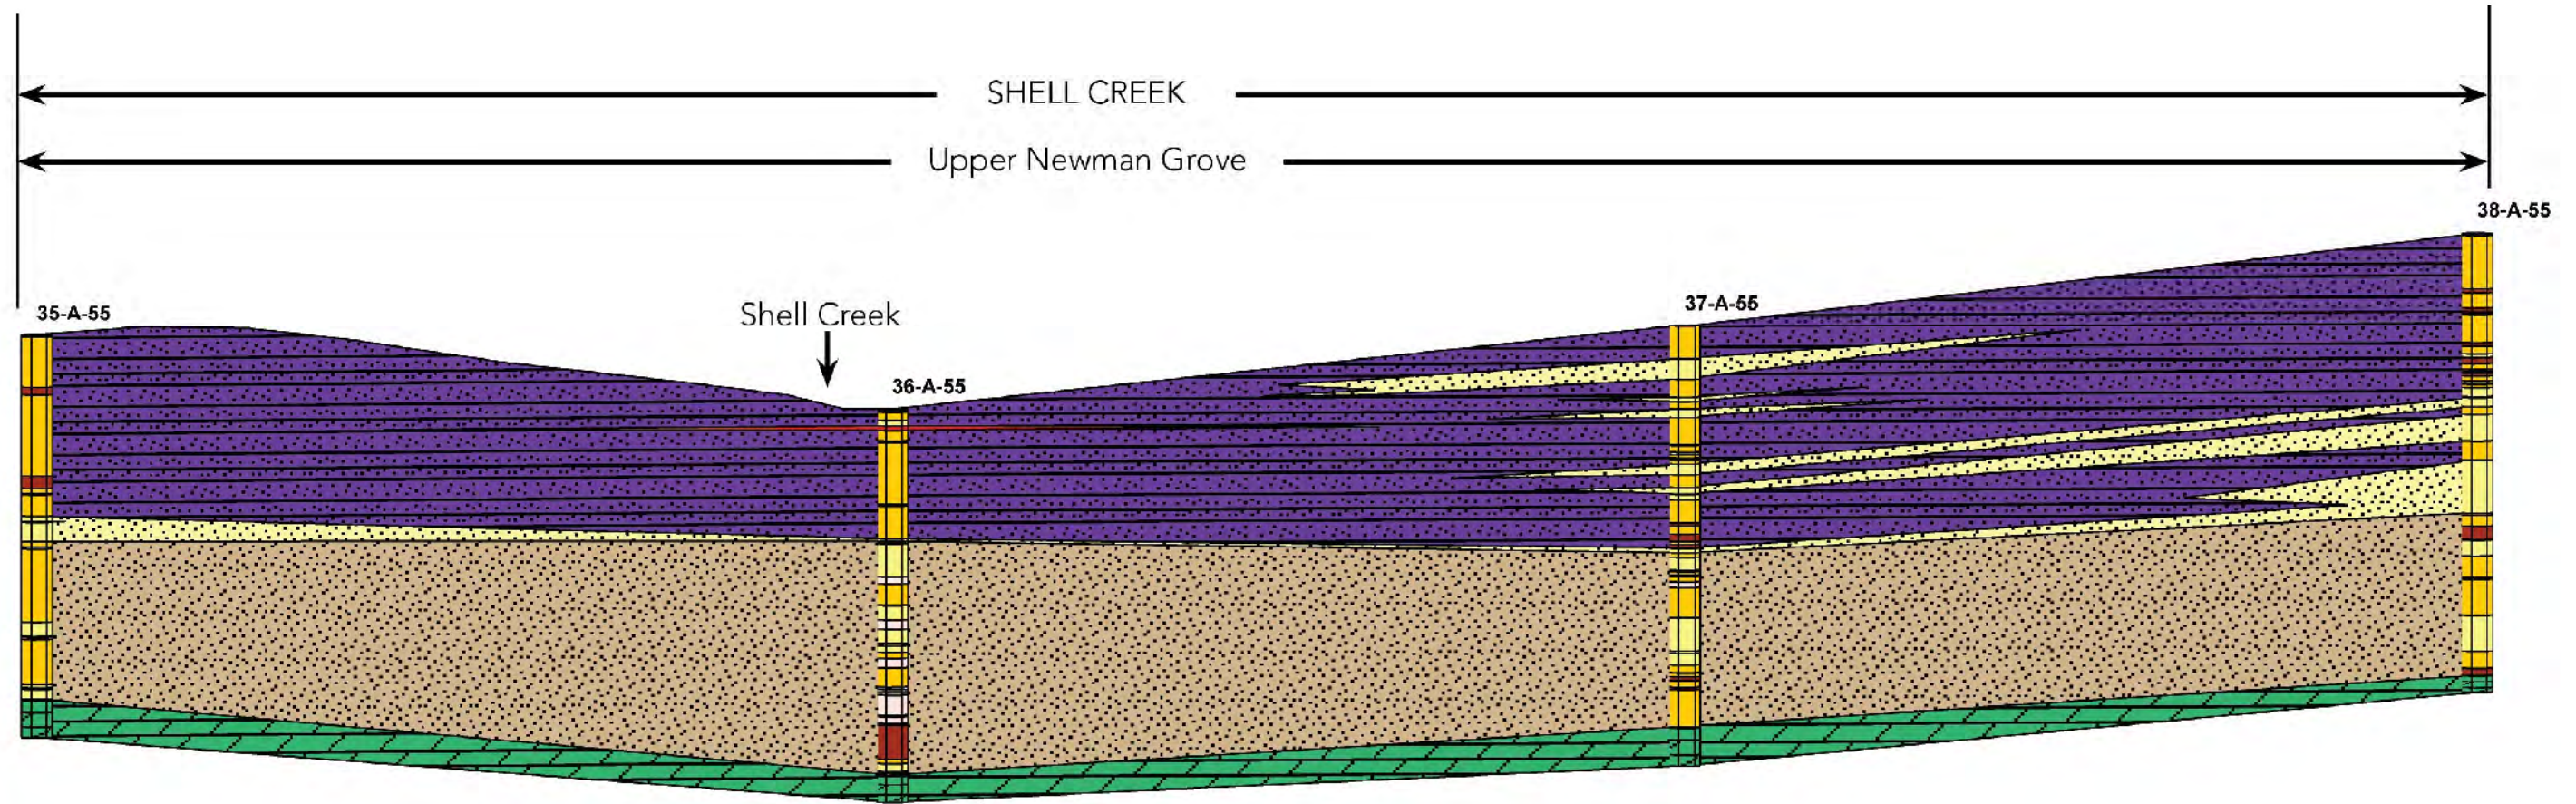 SHELL CREEK
Upper Newman Grove
38-A-55
37-A-55
35-A-55
Shell Creek
36-A-55